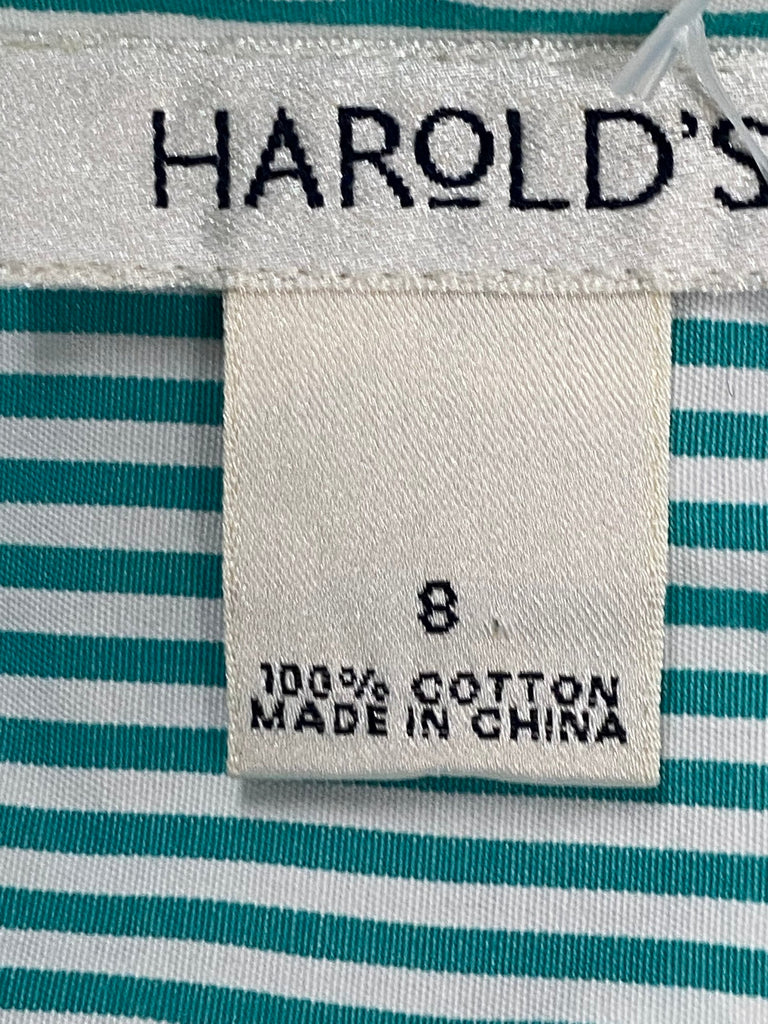 HAROLD'S
8
100% COTTON
MADE IN CHINA